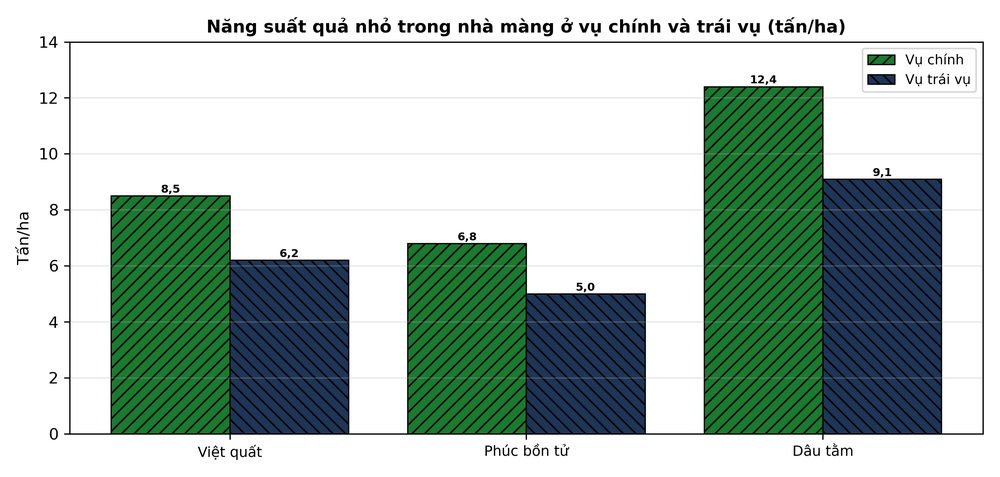 Năng suất quả nhỏ trong nhà màng ở vụ chính và trái vụ (tấn/ha)
Tấn/ha
14
12
10
8
6
4
2
0
Vụ chính
Vụ trái vụ
8,5
6,2
6,8
5,0
12,4
9,1
Việt quất
Phúc bồn tử
Dâu tằm